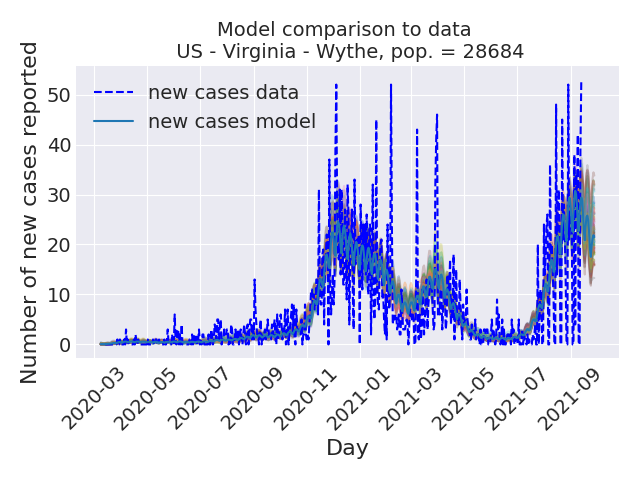 Model comparison to data
US - Virginia - Wythe, pop. = 28684
Number of new cases reported
50
40
30
20
10
0
new cases data
new cases model
2020-03
2020-05
2020-07
2020-09
2020-11
2021-01
2021-03
2021-05
2021-07
2021-09
Day